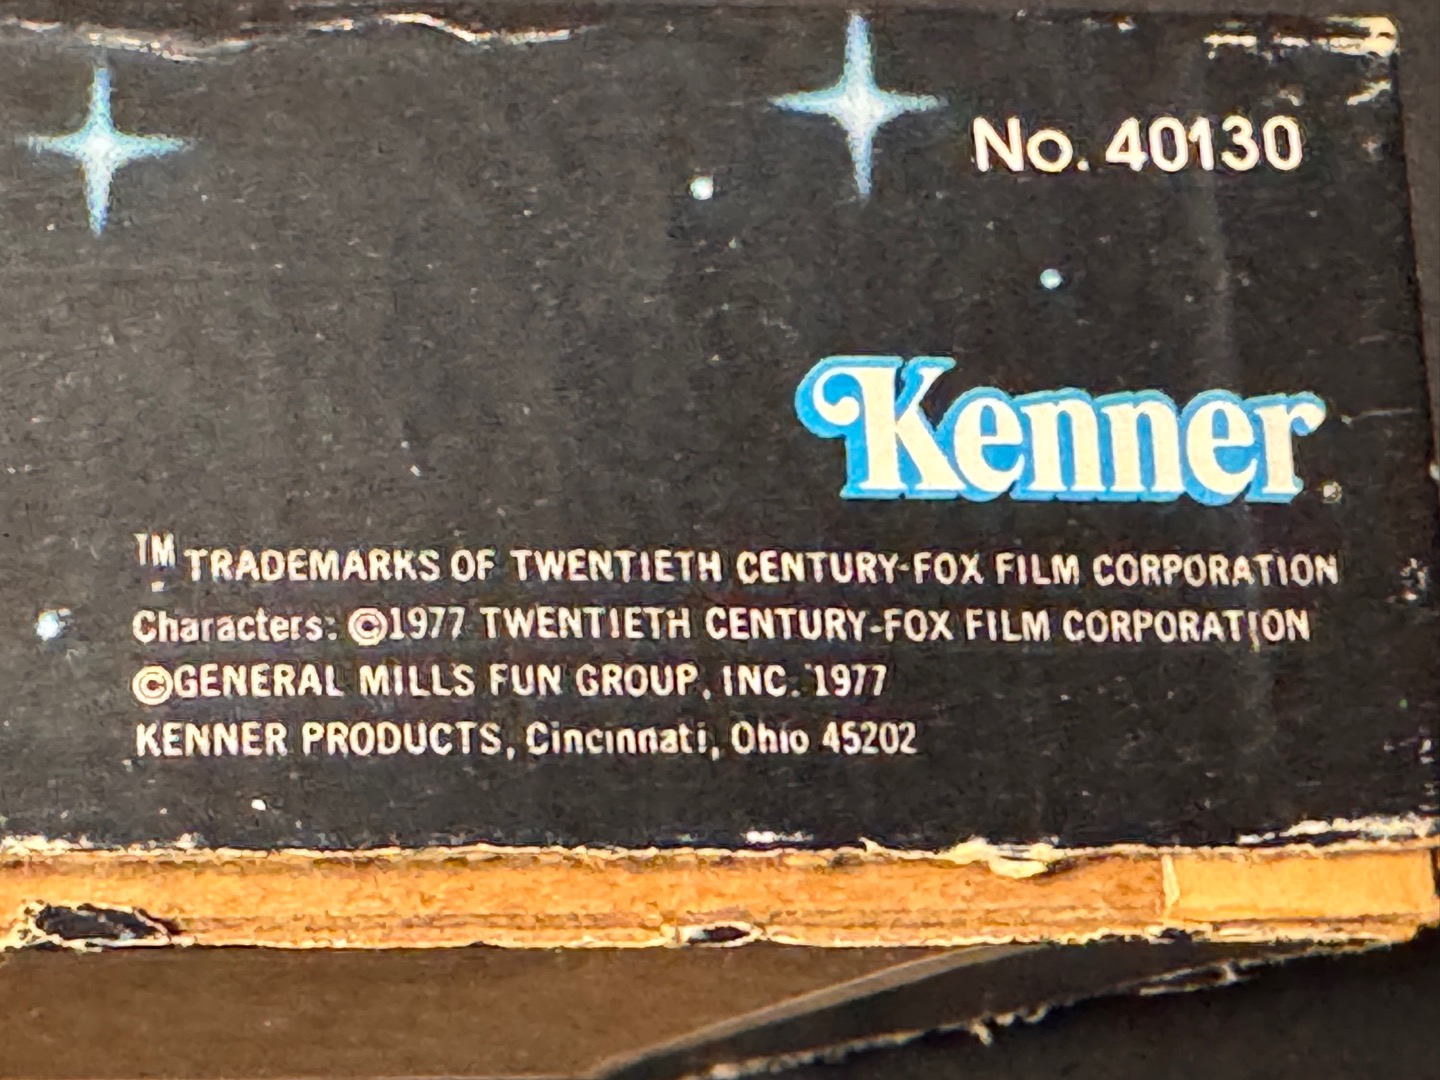 No. 40130
Kenner®
™ TRADEMARKS OF TWENTIETH CENTURY-FOX FILM CORPORATION
Characters: ©1977 TWENTIETH CENTURY-FOX FILM CORPORATION
©GENERAL MILLS FUN GROUP, INC. 1977
KENNER PRODUCTS, Cincinnati, Ohio 45202